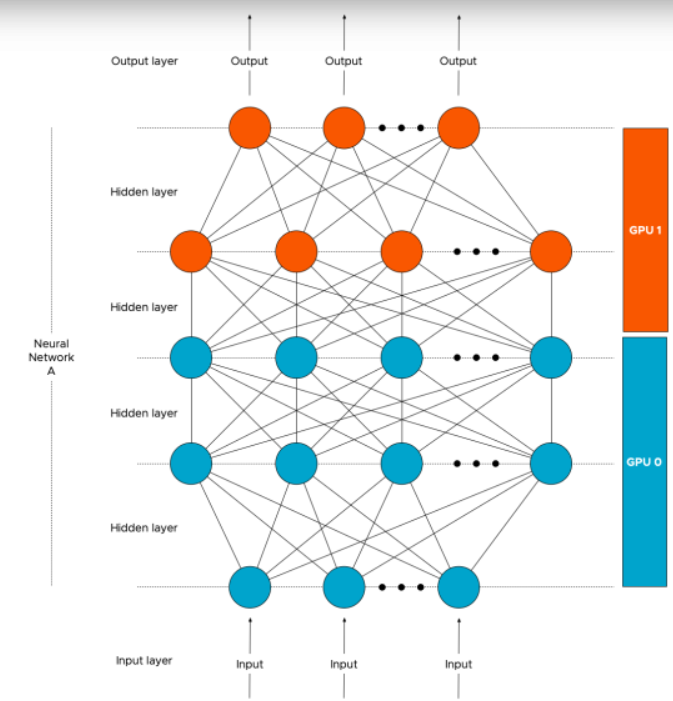 Output layer
Output
Output
Output
Hidden layer
GPU 1
Hidden layer
Neural
Network
A
Hidden layer
GPU 0
Hidden layer
Input layer
Input
Input
Input